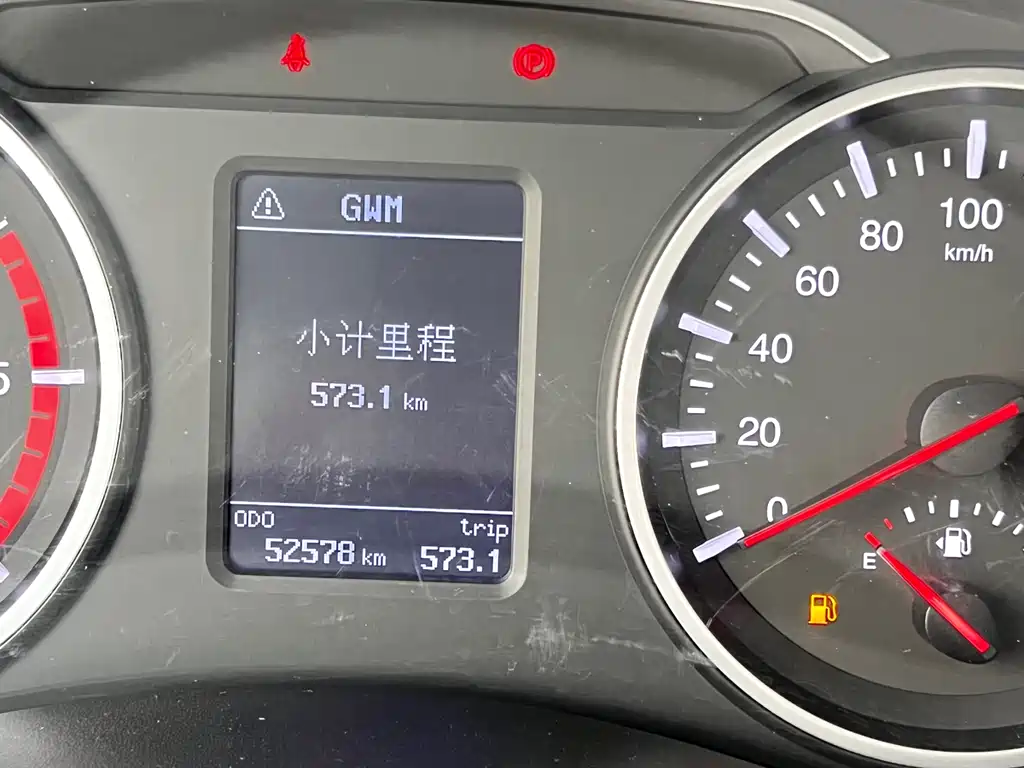 GWM
小计里程
573.1 km
ODO trip
52578 km 573.1
5
100
km/h
80
60
40
20
0
E
P